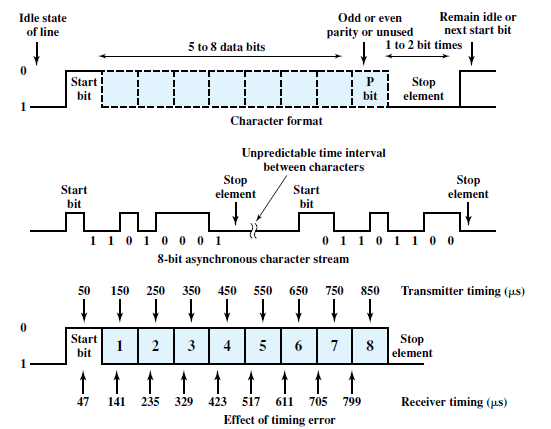 Idle state
of line
Odd or even
parity or unused
Remain idle or
next start bit
5 to 8 data bits
1 to 2 bit times
0
1
Start
bit
P
bit
Stop
element
Character format
Unpredictable time interval
between characters
Start
bit
Stop
element
Start
bit
Stop
element
1 1 0 1 0 0 0 1
0 1 1 0 1 1 0 0
8-bit asynchronous character stream
50 150 250 350 450 550 650 750 850 Transmitter timing (μs)
0
1
Start
bit
1 2 3 4 5 6 7 8
Stop
element
47 141 235 329 423 517 611 705 799 Receiver timing (μs)
Effect of timing error